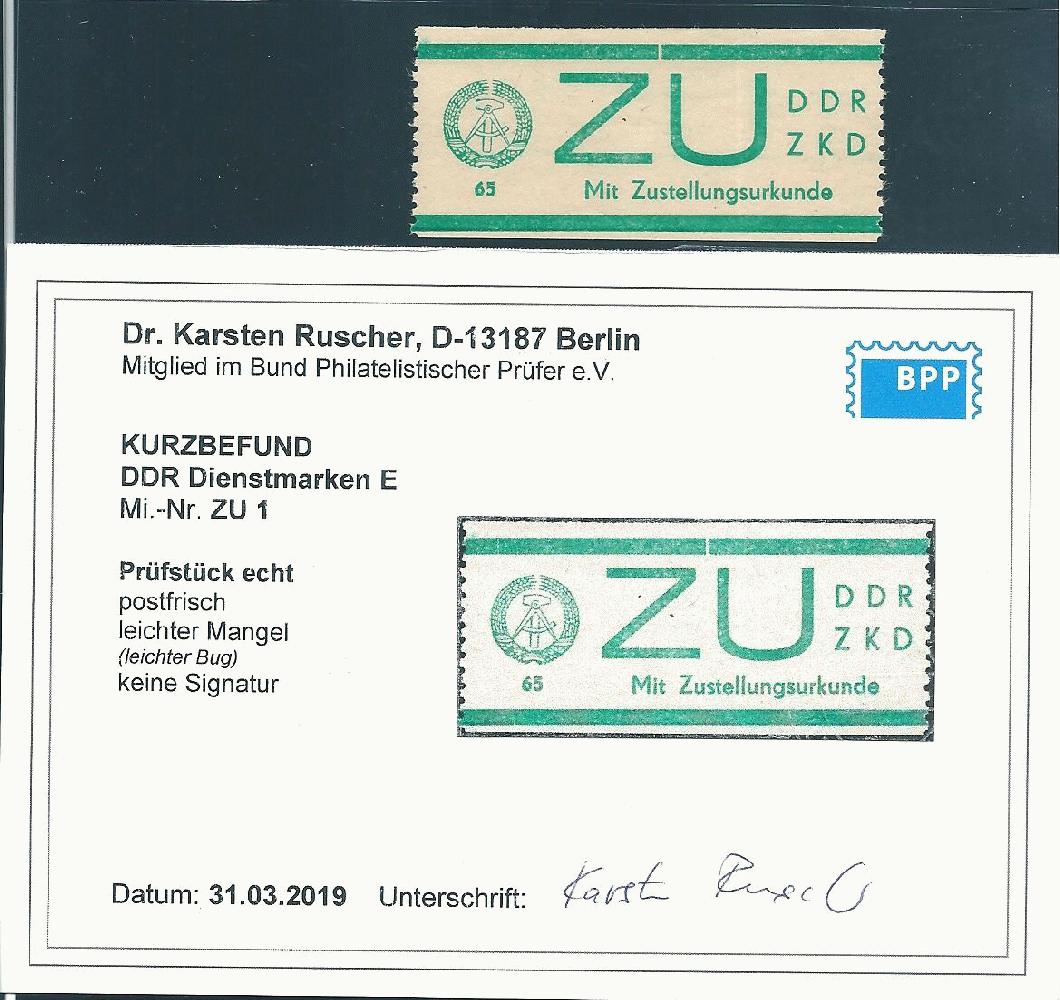 ZU
DDR
ZKD
65
Mit Zustellungsurkunde
Dr. Karsten Ruscher, D-13187 Berlin
Mitglied im Bund Philatelistischer Prüfer e.V.
BPP
KURZBEFUND
DDR Dienstmarken E
Mi.-Nr. ZU 1
Prüfstück echt
postfrisch
leichter Mangel
(leichter Bug)
keine Signatur
ZU
DDR
ZKD
65
Mit Zustellungsurkunde
Datum: 31.03.2019 Unterschrift: Karsten Ruscher